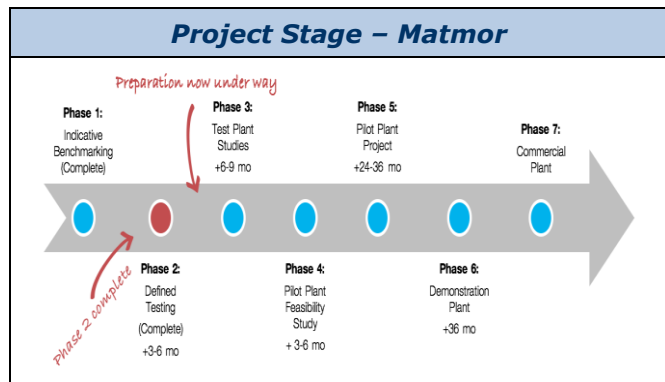 Project Stage – Matmor
Preparation now under way
Phase 1:
Indicative
Benchmarking
(Complete)
Phase 3:
Test Plant
Studies
+6-9 mo
Phase 5:
Pilot Plant
Project
+24-36 mo
Phase 7:
Commercial
Plant
Phase 2 complete
Phase 2:
Defined
Testing
(Complete)
+3-6 mo
Phase 4:
Pilot Plant
Feasibility
Study
+ 3-6 mo
Phase 6:
Demonstration
Plant
+36 mo